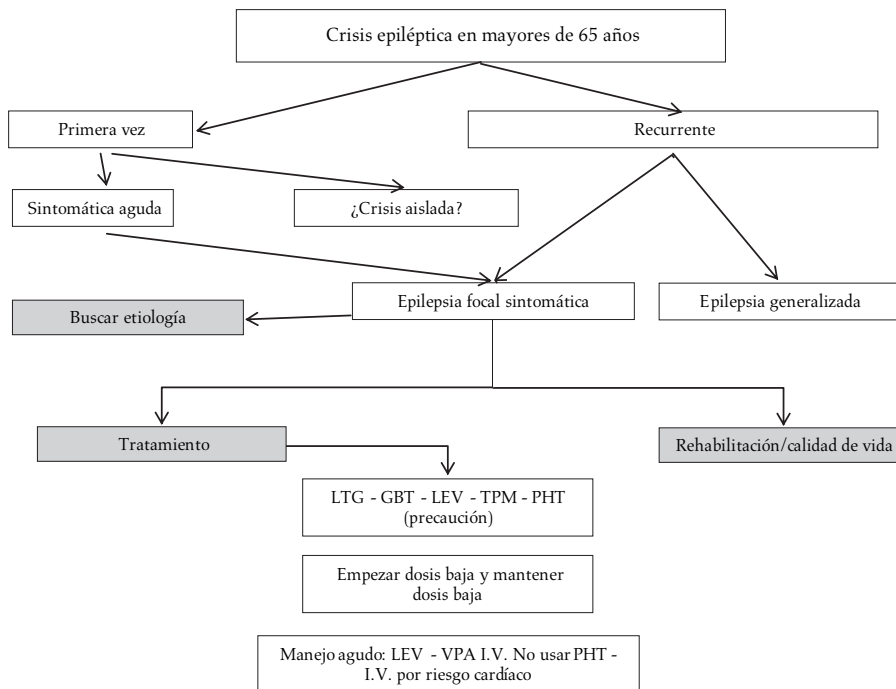 Crisis epiléptica en mayores de 65 años
Primera vez
Recurrente
Sintomática aguda
¿Crisis aislada?
Epilepsia focal sintomática
Epilepsia generalizada
Buscar etiología
Tratamiento
Rehabilitación/calidad de vida
LTG - GBT - LEV - TPM - PHT
(precaución)
Empezar dosis baja y mantener
dosis baja
Manejo agudo: LEV - VPA I.V. No usar PHT -
I.V. por riesgo cardíaco